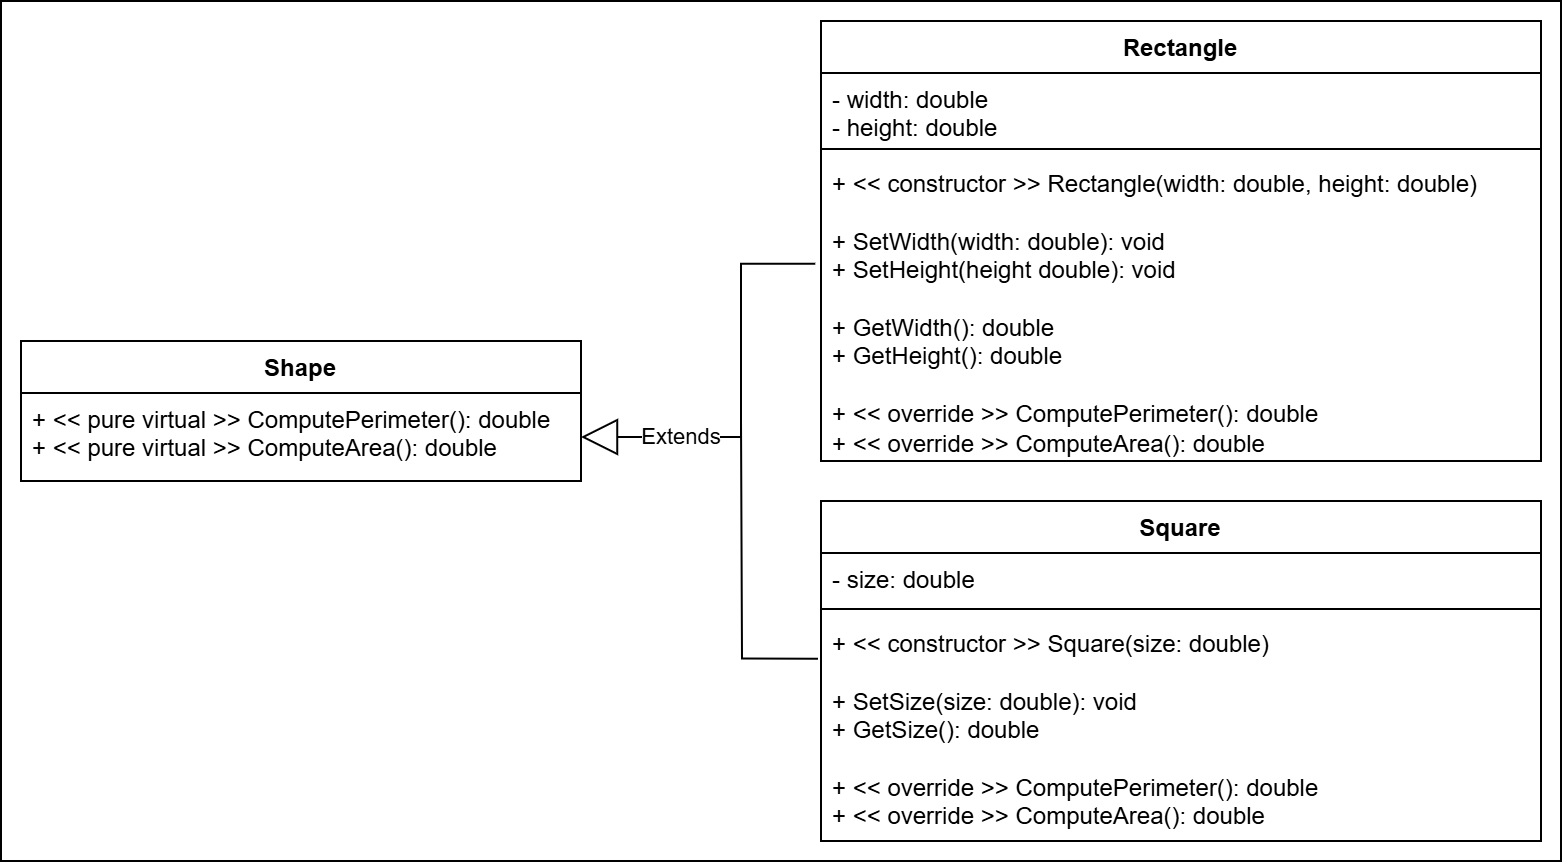 Shape
+ << pure virtual >> ComputePerimeter(): double
+ << pure virtual >> ComputeArea(): double
Extends
Rectangle
- width: double
- height: double
+ << constructor >> Rectangle(width: double, height: double)
+ SetWidth(width: double): void
+ SetHeight(height double): void
+ GetWidth(): double
+ GetHeight(): double
+ << override >> ComputePerimeter(): double
+ << override >> ComputeArea(): double
Square
- size: double
+ << constructor >> Square(size: double)
+ SetSize(size: double): void
+ GetSize(): double
+ << override >> ComputePerimeter(): double
+ << override >> ComputeArea(): double